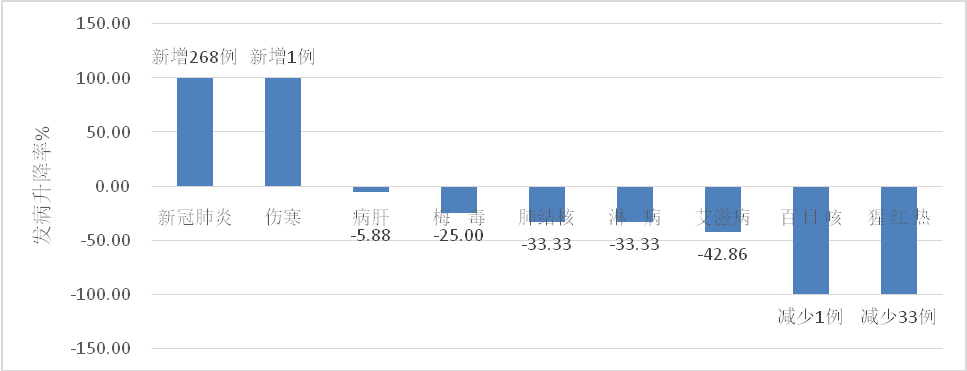 发病升降率%
150.00
100.00
50.00
0.00
-50.00
-100.00
-150.00
新增268例
新增1例
-5.88
-25.00
-33.33
-33.33
-42.86
减少1例
减少33例
新冠肺炎
伤寒
病肝
梅 毒
肺结核
淋 病
艾滋病
百日咳
猩红热